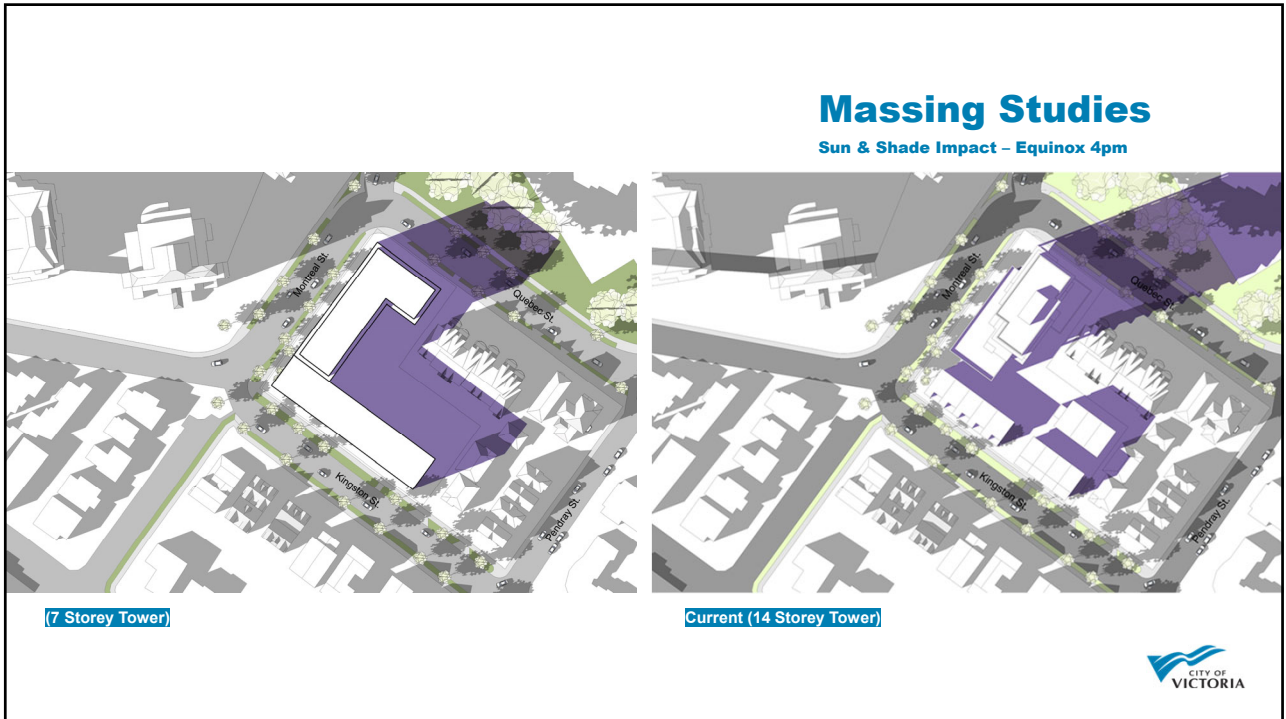 Massing Studies
Sun & Shade Impact – Equinox 4pm
Montreal St.
Quebec St.
Kingston St.
Pendray St.
Montreal St.
Quebec St.
Kingston St.
Pendray St.
(7 Storey Tower)
Current (14 Storey Tower)
CITY OF
VICTORIA